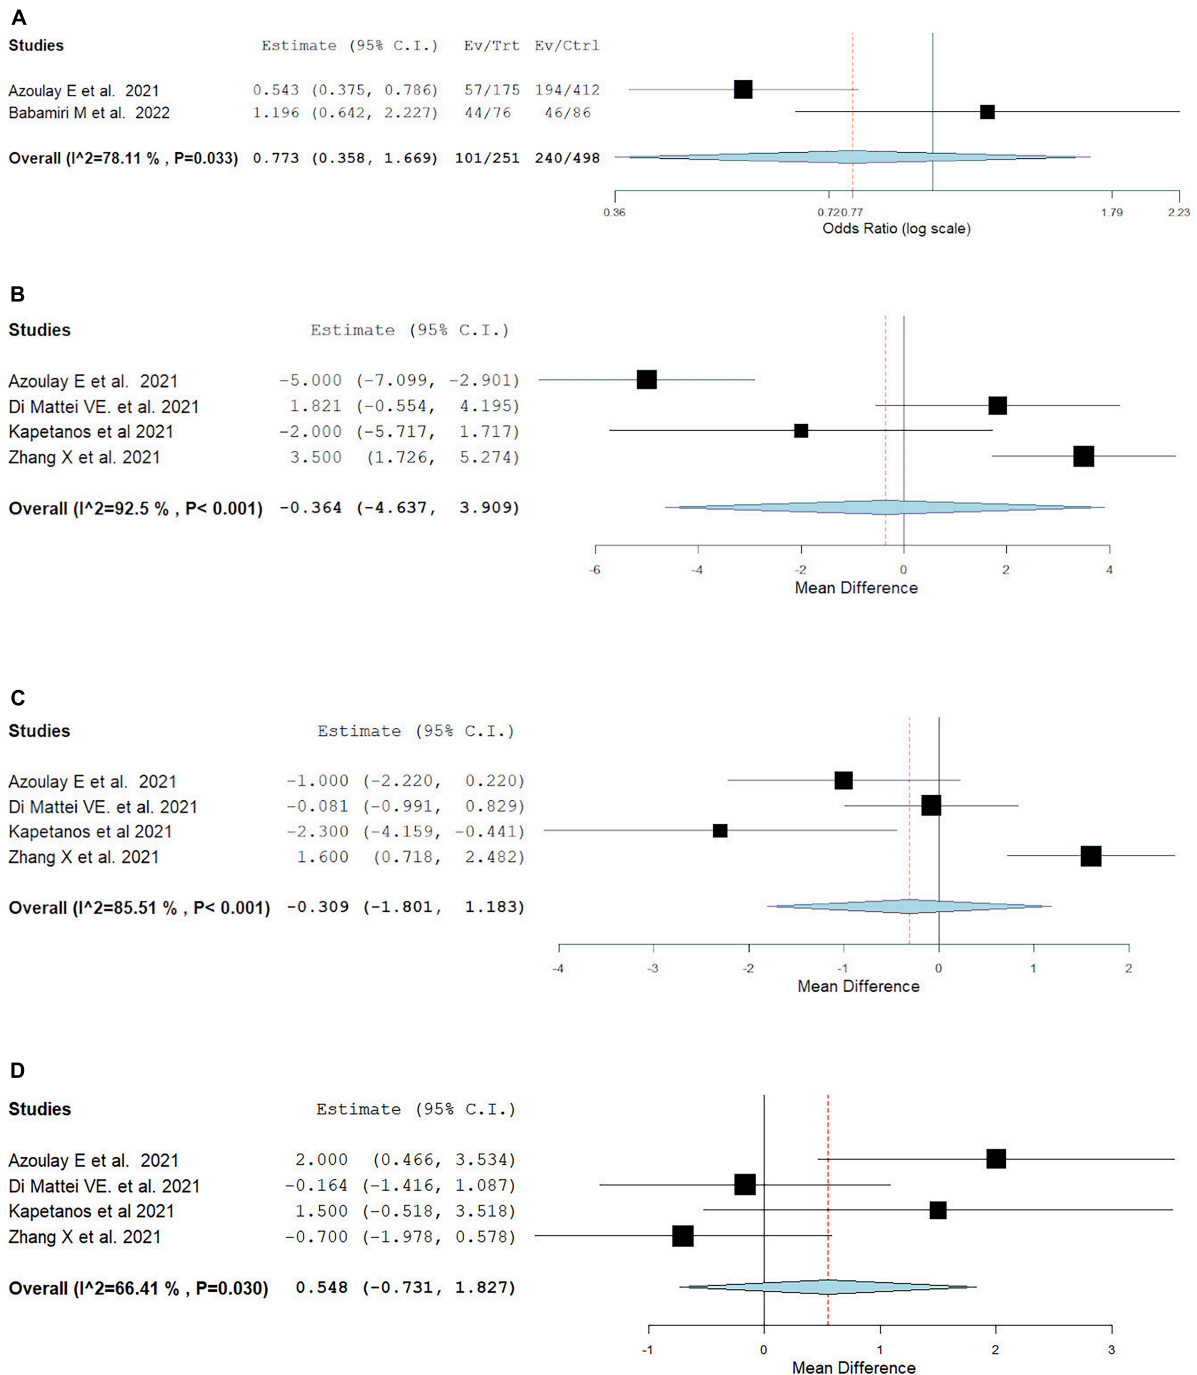 A
Studies Estimate (95% C.I.) Ev/Trt Ev/Ctrl
Azoulay E et al. 2021 0.543 (0.375, 0.786) 57/175 194/412
Babamiri M et al. 2022 1.196 (0.642, 2.227) 44/76 46/86
Overall (I^2=78.11 % , P=0.033) 0.773 (0.358, 1.669) 101/251 240/498
0.36 0.72 0.77 1.79 2.23
Odds Ratio (log scale)
B
Studies Estimate (95% C.I.)
Azoulay E et al. 2021 -5.000 (-7.099, -2.901)
Di Mattei VE. et al. 2021 1.821 (-0.554, 4.195)
Kapetanos et al 2021 -2.000 (-5.717, 1.717)
Zhang X et al. 2021 3.500 (1.726, 5.274)
Overall (I^2=92.5 % , P< 0.001) -0.364 (-4.637, 3.909)
-6 -4 -2 0 2 4
Mean Difference
C
Studies Estimate (95% C.I.)
Azoulay E et al. 2021 -1.000 (-2.220, 0.220)
Di Mattei VE. et al. 2021 -0.081 (-0.991, 0.829)
Kapetanos et al 2021 -2.300 (-4.159, -0.441)
Zhang X et al. 2021 1.600 (0.718, 2.482)
Overall (I^2=85.51 % , P< 0.001) -0.309 (-1.801, 1.183)
-4 -3 -2 -1 0 1 2
Mean Difference
D
Studies Estimate (95% C.I.)
Azoulay E et al. 2021 2.000 (0.466, 3.534)
Di Mattei VE. et al. 2021 -0.164 (-1.416, 1.087)
Kapetanos et al 2021 1.500 (-0.518, 3.518)
Zhang X et al. 2021 -0.700 (-1.978, 0.578)
Overall (I^2=66.41 % , P=0.030) 0.548 (-0.731, 1.827)
-1 0 1 2 3
Mean Difference